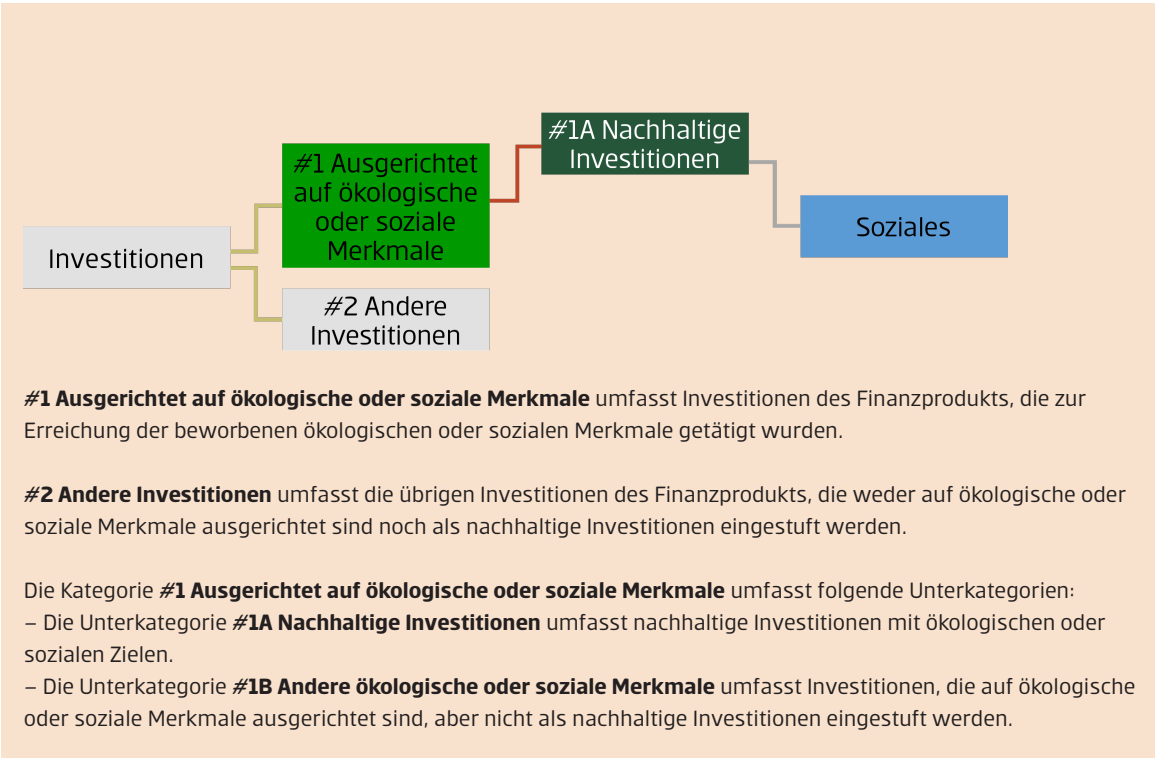 #1A Nachhaltige
Investitionen
#1 Ausgerichtet
auf ökologische
oder soziale
Merkmale
Soziales
Investitionen
#2 Andere
Investitionen
#1 Ausgerichtet auf ökologische oder soziale Merkmale umfasst Investitionen des Finanzprodukts, die zur
Erreichung der beworbenen ökologischen oder sozialen Merkmale getätigt wurden.
#2 Andere Investitionen umfasst die übrigen Investitionen des Finanzprodukts, die weder auf ökologische oder
soziale Merkmale ausgerichtet sind noch als nachhaltige Investitionen eingestuft werden.
Die Kategorie #1 Ausgerichtet auf ökologische oder soziale Merkmale umfasst folgende Unterkategorien:
– Die Unterkategorie #1A Nachhaltige Investitionen umfasst nachhaltige Investitionen mit ökologischen oder
sozialen Zielen.
– Die Unterkategorie #1B Andere ökologische oder soziale Merkmale umfasst Investitionen, die auf ökologische
oder soziale Merkmale ausgerichtet sind, aber nicht als nachhaltige Investitionen eingestuft werden.